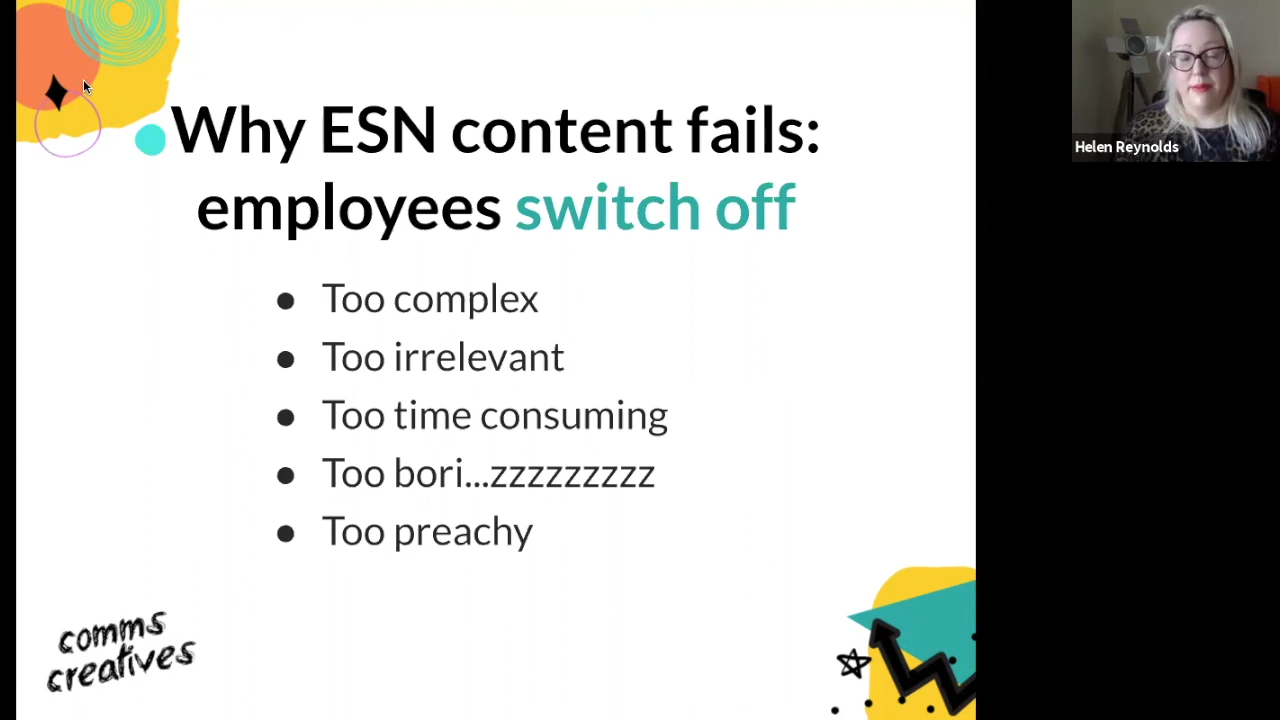 Why ESN content fails:
employees switch off
● Too complex
● Too irrelevant
● Too time consuming
● Too bori...zzzzzzzzz
● Too preachy
comms
creatives
Helen Reynolds